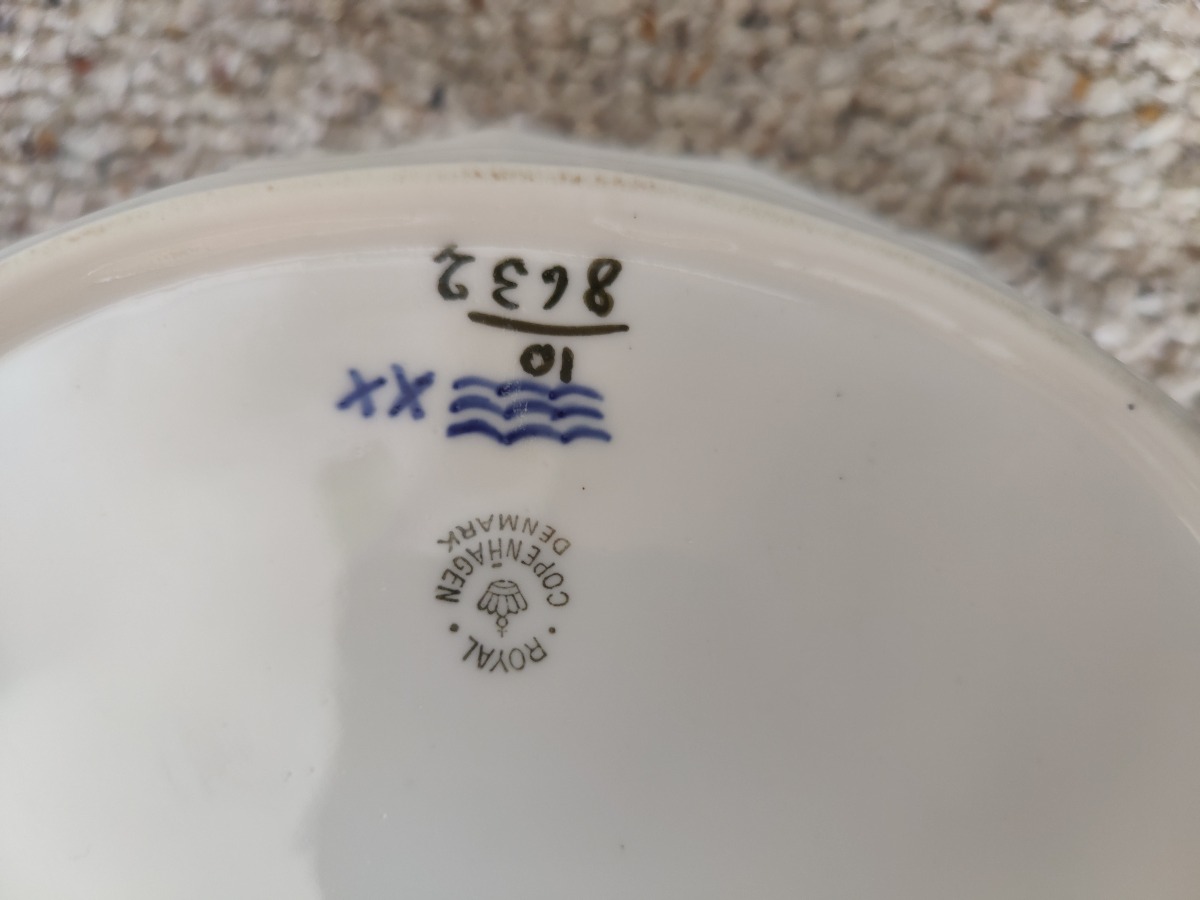 ROYAL COPENHAGEN
DENMARK
XX
10
8632